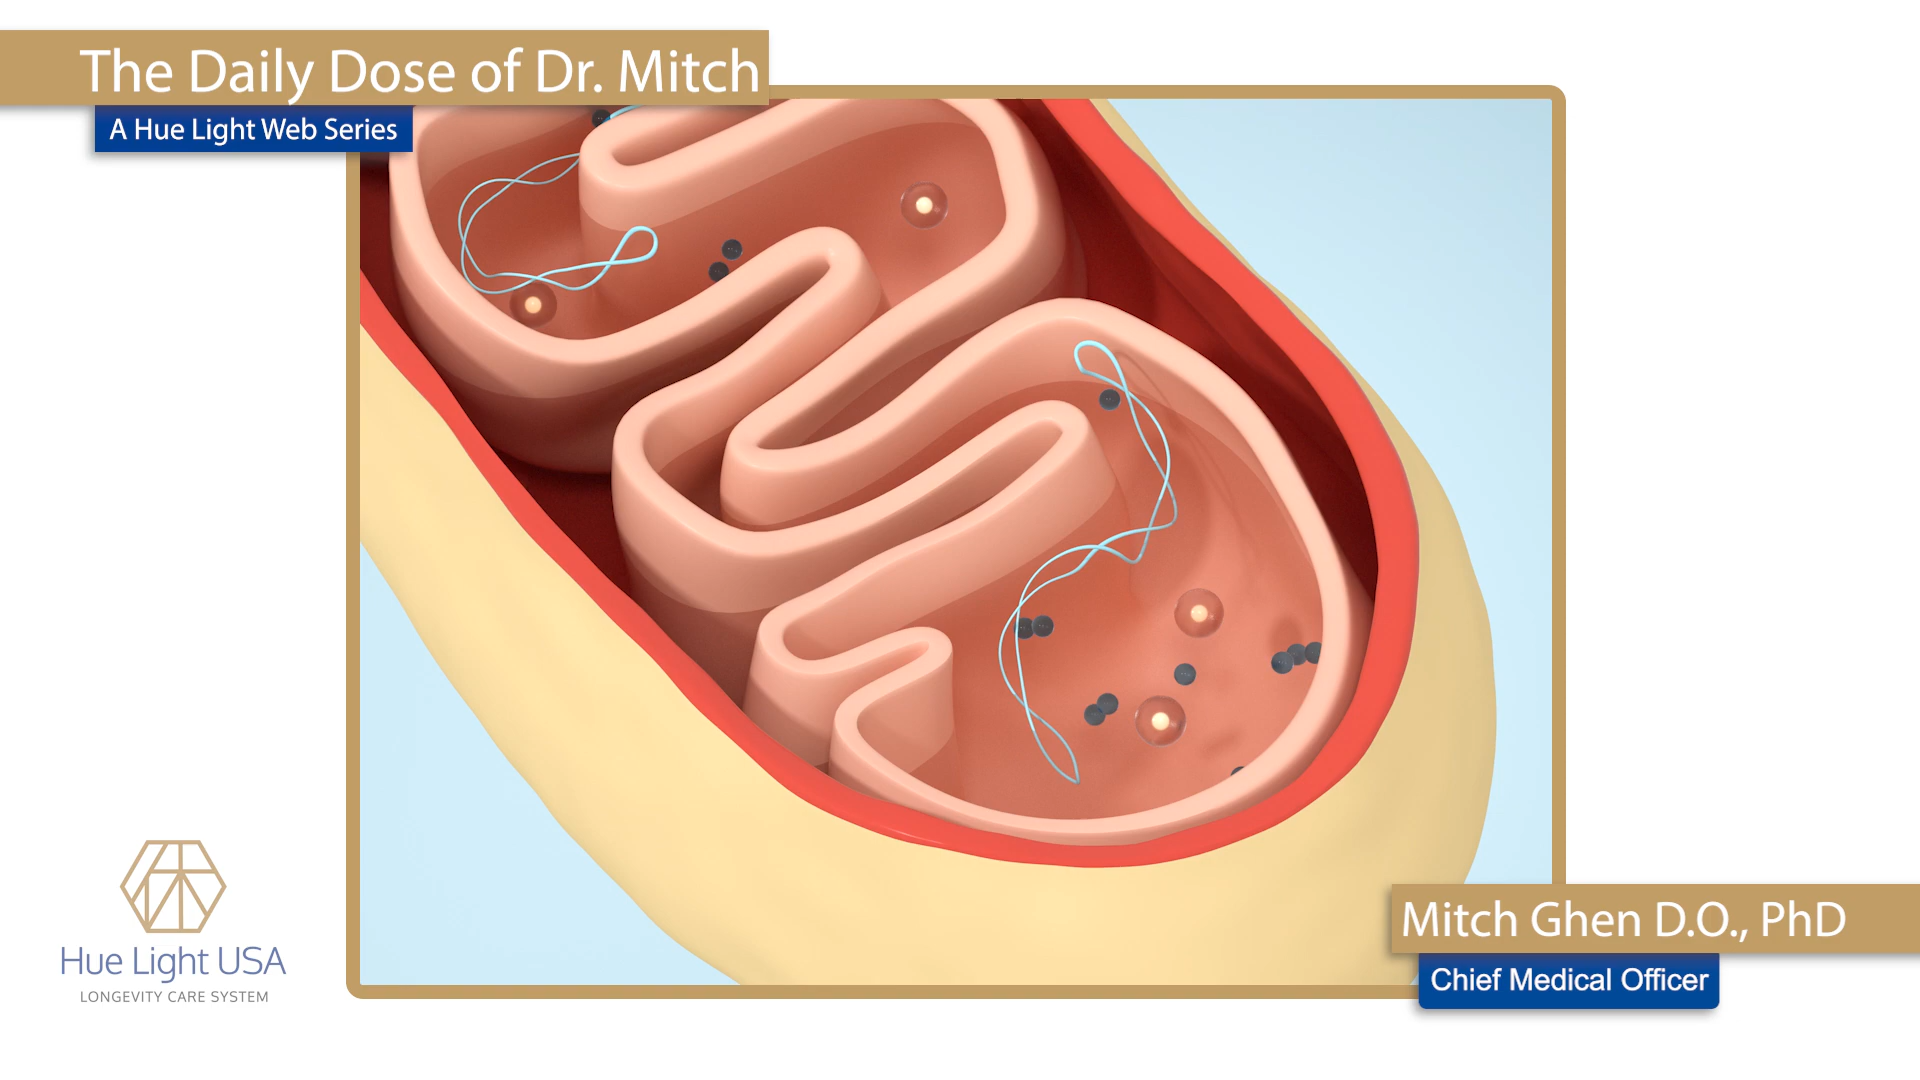 The Daily Dose of Dr. Mitch
A Hue Light Web Series
Hue Light USA
LONGEVITY CARE SYSTEM
Mitch Ghen D.O., PhD
Chief Medical Officer